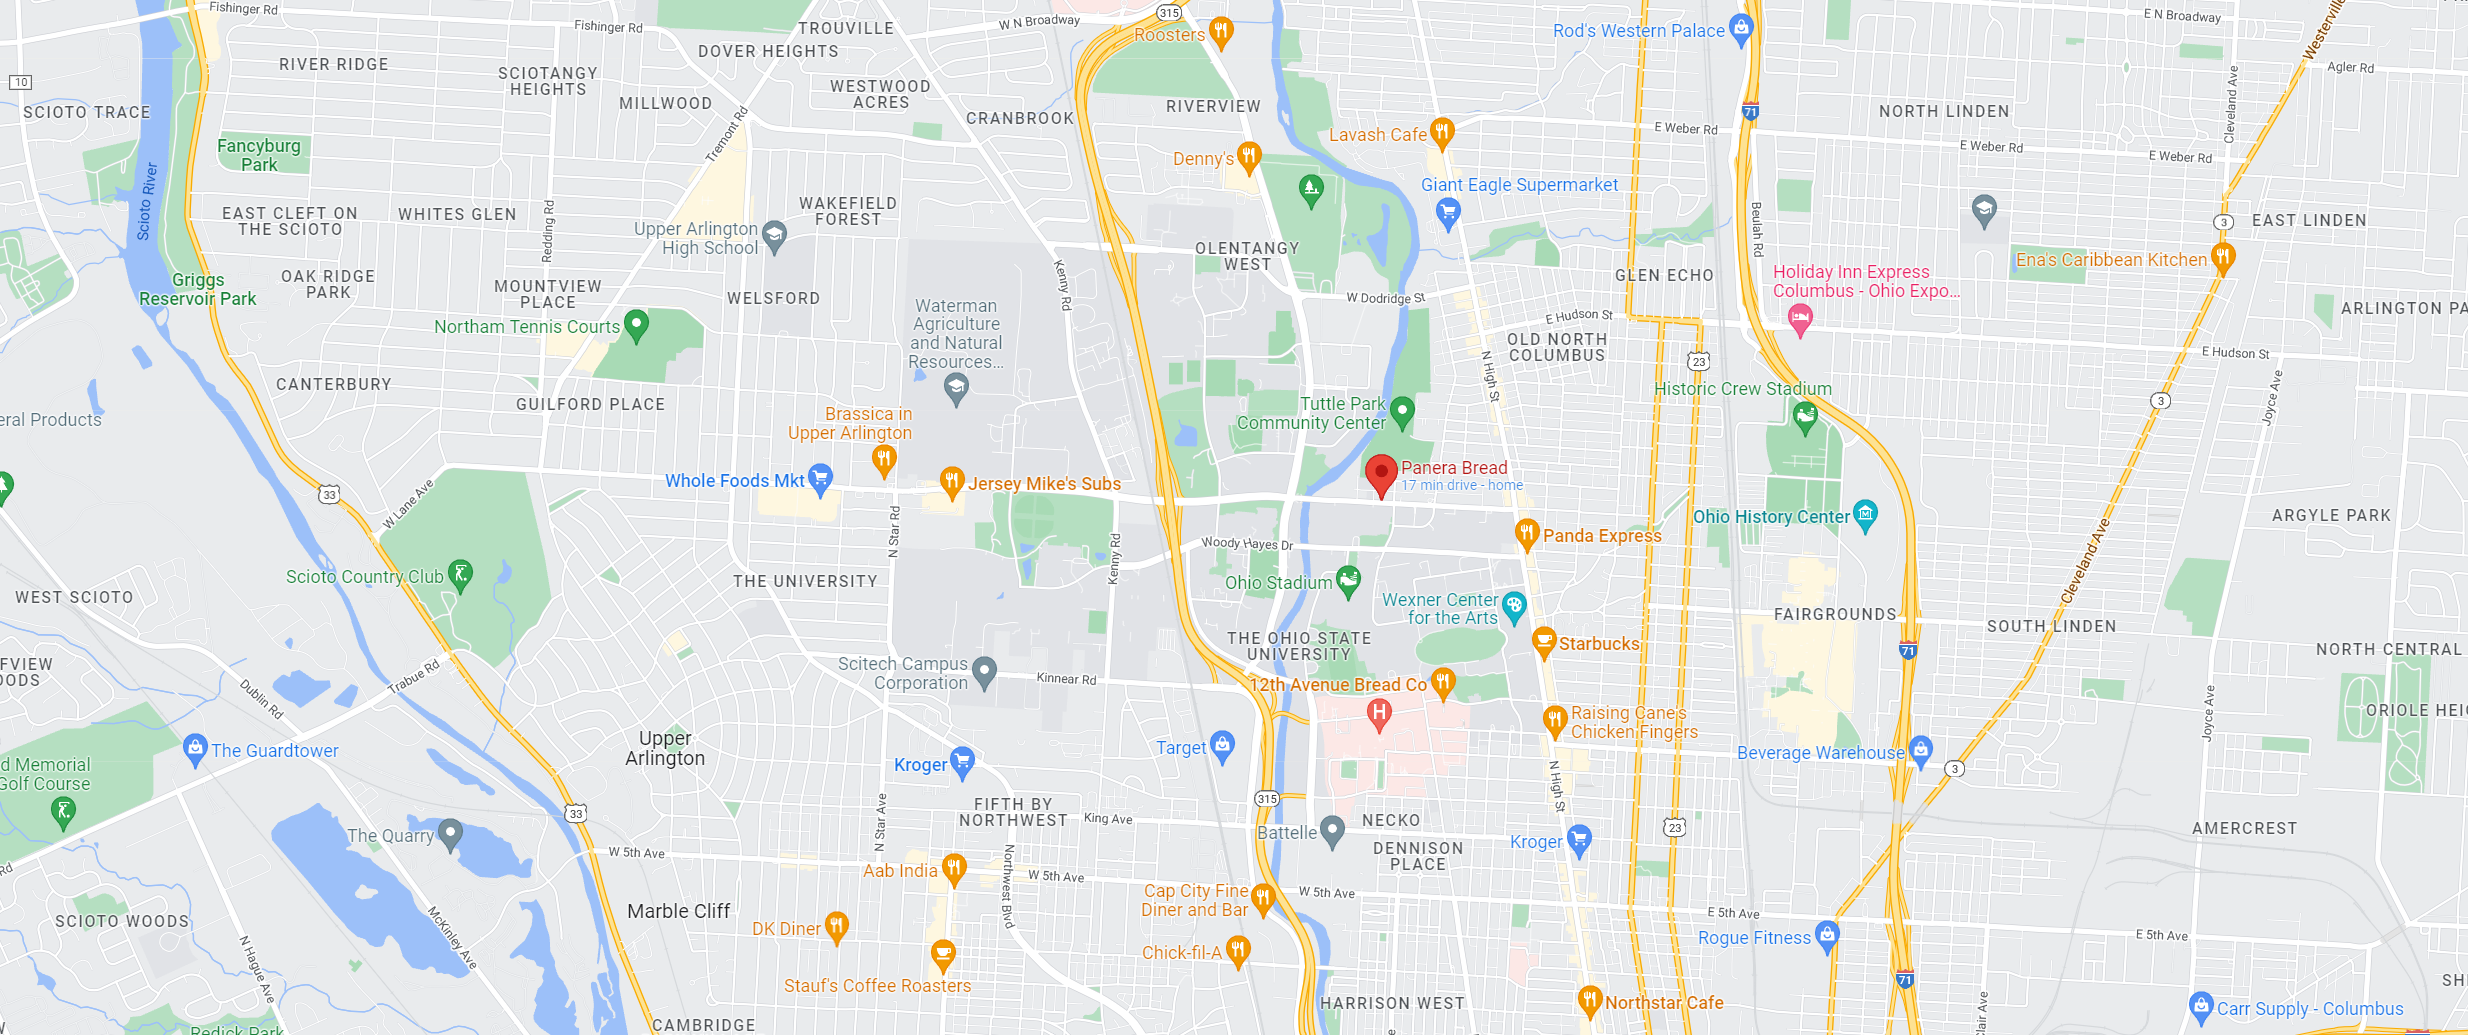 Fishinger Rd
Fishinger Rd
TROUVILLE
W N Broadway
315
Roosters
Rod's Western Palace
E N Broadway
Westerville
DOVER HEIGHTS
RIVER RIDGE
SCIOTANGY
HEIGHTS
MILLWOOD
WESTWOOD
ACRES
CRANBROOK
RIVERVIEW
71
NORTH LINDEN
Cleveland Ave
Agler Rd
10
SCIOTO TRACE
Tremont Rd
Lavash Cafe
E Weber Rd
E Weber Rd
E Weber Rd
Fancyburg
Park
Denny's
Giant Eagle Supermarket
Scioto River
EAST CLEFT ON
THE SCIOTO
WHITES GLEN
Redding Rd
WAKEFIELD
FOREST
Upper Arlington
High School
Beulah Rd
3
EAST LINDEN
OLENTANGY
WEST
Ena's Caribbean Kitchen
GLEN ECHO
Holiday Inn Express
Columbus - Ohio Expo...
Griggs
Reservoir Park
OAK RIDGE
PARK
MOUNTVIEW
PLACE
WELSFORD
Kenny Rd
W Dodridge St
E Hudson St
ARLINGTON PA
Waterman
Agriculture
and Natural
Resources...
Northam Tennis Courts
OLD NORTH
COLUMBUS
E Hudson St
23
N High St
CANTERBURY
GUILFORD PLACE
Historic Crew Stadium
Joyce Ave
3
eral Products
Brassica in
Upper Arlington
Tuttle Park
Community Center
Whole Foods Mkt
Jersey Mike's Subs
Panera Bread
17 min drive - home
33
W Lane Ave
N Star Rd
Kenny Rd
Woody Hayes Dr
Panda Express
Ohio History Center
ARGYLE PARK
Cleveland Ave
Scioto Country Club
THE UNIVERSITY
Ohio Stadium
Wexner Center
for the Arts
WEST SCIOTO
FAIRGROUNDS
SOUTH LINDEN
THE OHIO STATE
UNIVERSITY
Starbucks
71
NORTH CENTRAL
FVIEW
OODS
Trabue Rd
Dublin Rd
Scitech Campus
Corporation
Kinnear Rd
12th Avenue Bread Co
H
Raising Cane's
Chicken Fingers
Joyce Ave
ORIOLE HEIG
The Guardtower
Upper
Arlington
Target
Kroger
Beverage Warehouse
3
d Memorial
Golf Course
33
315
N High St
FIFTH BY
NORTHWEST
King Ave
N Star Ave
NECKO
Battelle
The Quarry
23
AMERCREST
DENNISON
PLACE
Kroger
W 5th Ave
Rd
Aab India
Northwest Blvd
W 5th Ave
Cap City Fine
Diner and Bar
W 5th Ave
E 5th Ave
SCIOTO WOODS
Marble Cliff
McKinley Ave
N Hague Ave
DK Diner
Chick-fil-A
Rogue Fitness
E 5th Ave
Stauf's Coffee Roasters
71
SHE
HARRISON WEST
Northstar Cafe
Carr Supply - Columbus
CAMBRIDGE
Redick Park